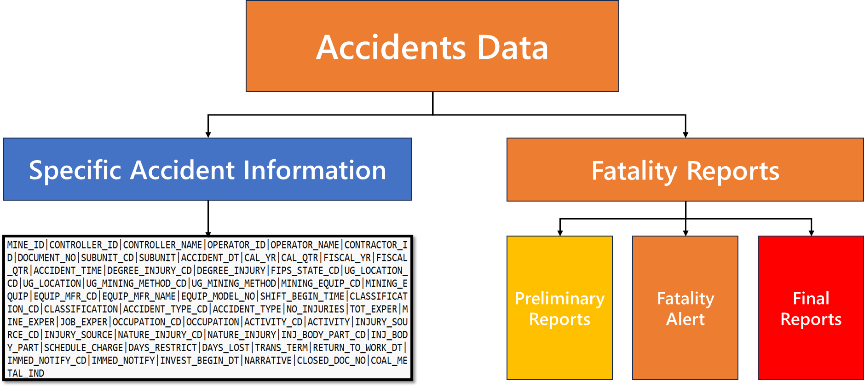 Accidents Data
Specific Accident Information
Fatality Reports
MINE_ID|CONTROLLER_ID|CONTROLLER_NAME|OPERATOR_ID|OPERATOR_NAME|CONTRACTOR_I
D|DOCUMENT_NO|SUBUNIT_CD|SUBUNIT|ACCIDENT_DT|CAL_YR|CAL_QTR|FISCAL_YR|FISCAL
_QTR|ACCIDENT_TIME|DEGREE_INJURY_CD|DEGREE_INJURY|FIPS_STATE_CD|UG_LOCATION_
CD|UG_LOCATION|UG_MINING_METHOD_CD|UG_MINING_METHOD|MINING_EQUIP_CD|MINING_E
QUIP|EQUIP_MFR_CD|EQUIP_MFR_NAME|EQUIP_MODEL_NO|SHIFT_BEGIN_TIME|CLASSIFICAT
ION_CD|CLASSIFICATION|ACCIDENT_TYPE_CD|ACCIDENT_TYPE|NO_INJURIES|TOT_EXPER|M
INE_EXPER|JOB_EXPER|OCCUPATION_CD|OCCUPATION|ACTIVITY_CD|ACTIVITY|INJURY_SOU
RCE_CD|INJURY_SOURCE|NATURE_INJURY_CD|NATURE_INJURY|INJ_BODY_PART_CD|INJ_BOD
Y_PART|SCHEDULE_CHARGE|DAYS_RESTRICT|DAYS_LOST|TRANS_TERM|RETURN_TO_WORK_DT|
IMMED_NOTIFY_CD|IMMED_NOTIFY|INVEST_BEGIN_DT|NARRATIVE|CLOSED_DOC_NO|COAL_ME
TAL_IND
Preliminary
Reports
Fatality
Alert
Final
Reports